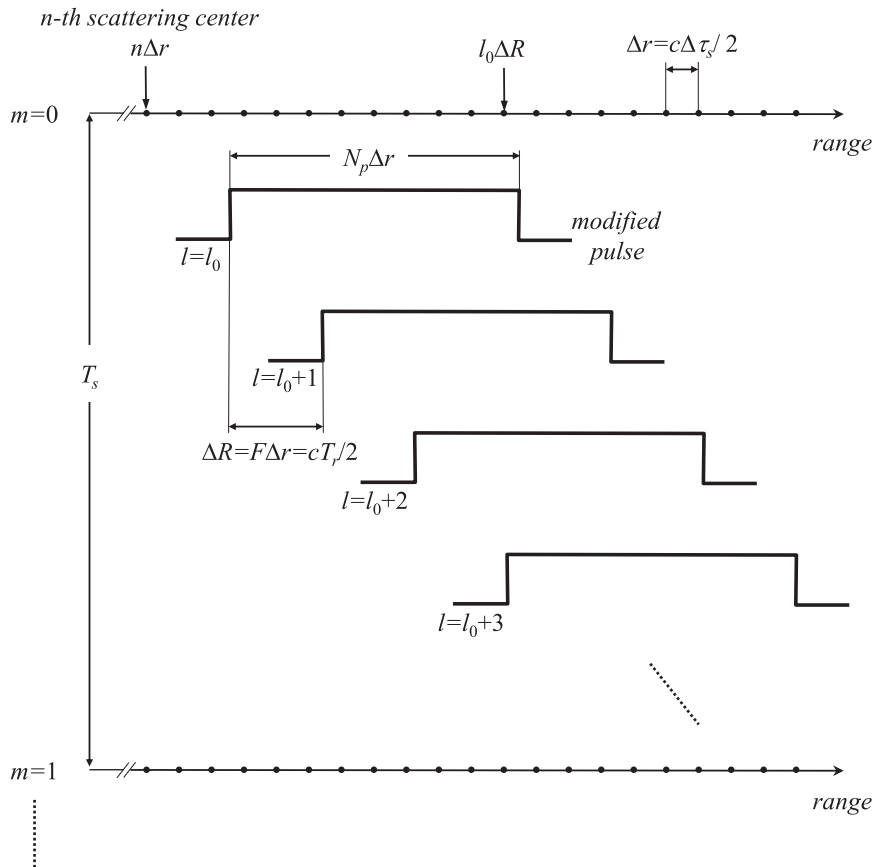 n-th scattering center
nΔr
l₀ΔR
Δr=cΔτₛ/ 2
m=0
range
NₚΔr
modified
pulse
l=l₀
l=l₀+1
Tₛ
ΔR=FΔr=cTᵣ/2
l=l₀+2
l=l₀+3
m=1
range